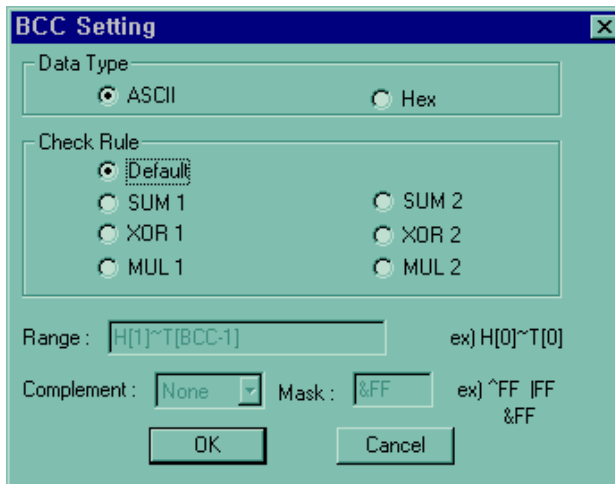 BCC Setting
Data Type
ASCII Hex
Check Rule
Default
SUM 1 SUM 2
XOR 1 XOR 2
MUL 1 MUL 2
Range : H[1]~T[BCC-1] ex) H[0]~T[0]
Complement : None Mask : &FF ex) ^FF |FF
&FF
OK Cancel